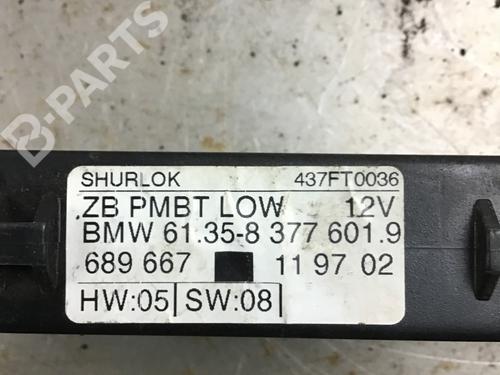 B-PARTS
SHURLOK 437FT0036
ZB PMBT LOW 12V
BMW 61.35-8 377 601.9
689 667 11 97 02
HW:05 SW:08